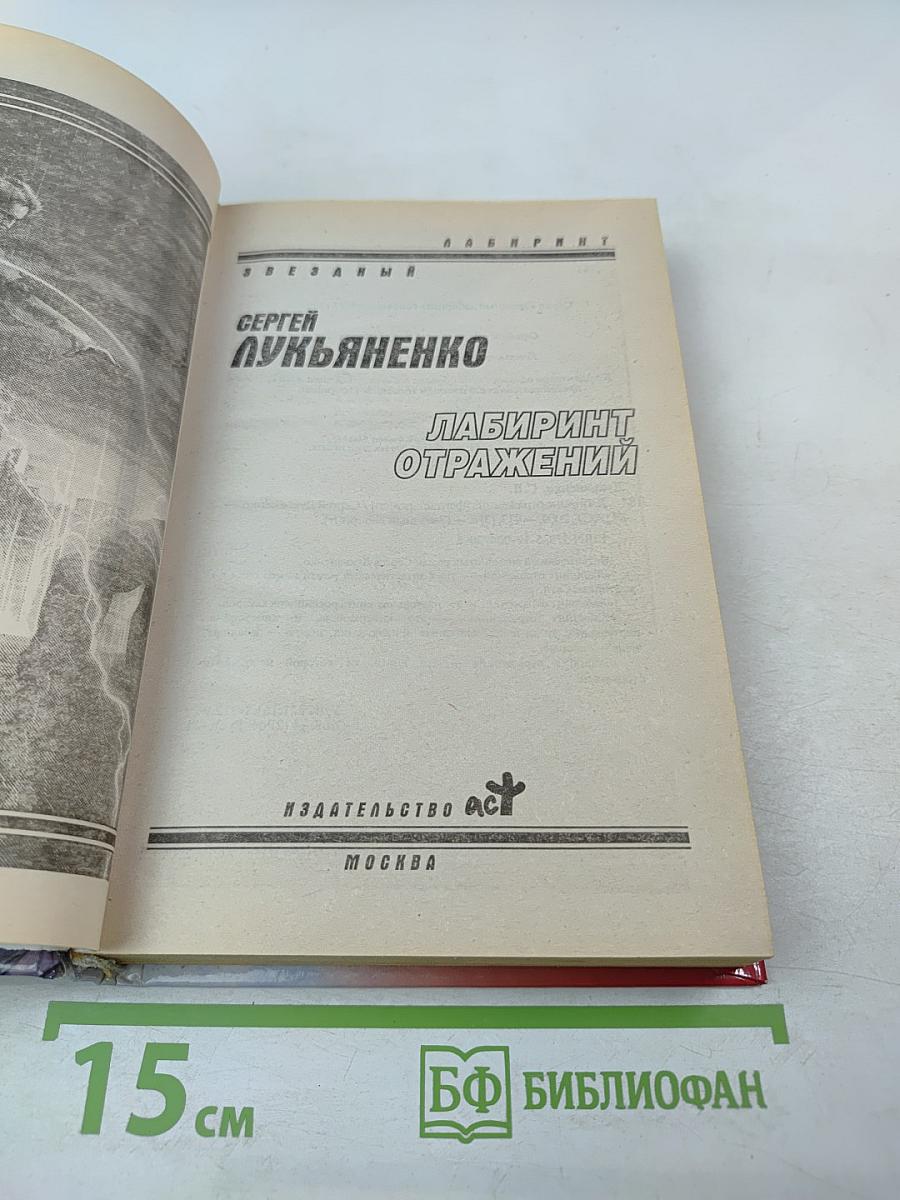 ЛАБИРИНТ
ЗВЕЗДНЫЙ
СЕРГЕЙ
ЛУКЬЯНЕНКО
ЛАБИРИНТ
ОТРАЖЕНИЙ
ИЗДАТЕЛЬСТВО аст
МОСКВА
15 см
БФ БИБЛИОФАН